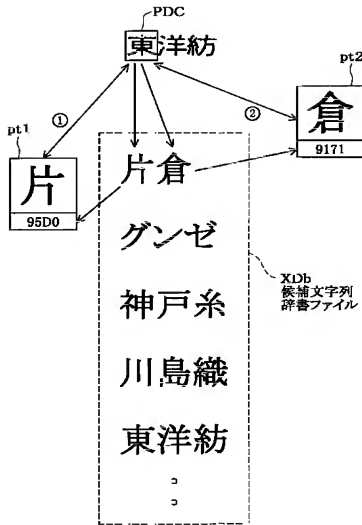 PDC
東洋紡
pt2
① ②
倉
9171
pt1
片
95D0
片倉
グンゼ
神戸糸
川島織
東洋紡
XDb
候補文字列
辞書ファイル